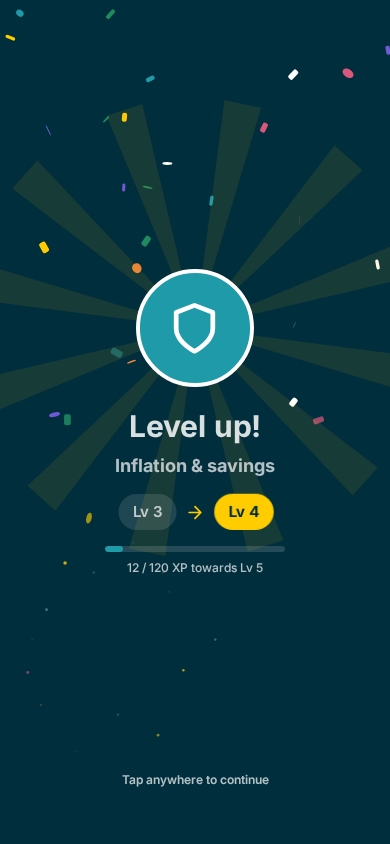 Level up!
Inflation & savings
Lv 3 → Lv 4
12 / 120 XP towards Lv 5
Tap anywhere to continue